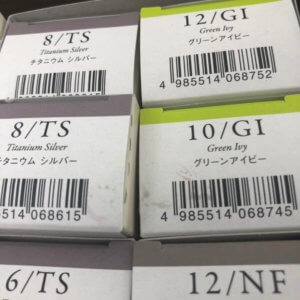 8/TS
Titanium Silver
チタニウム シルバー
12/GI
Green Ivy
グリーンアイビー
4 985514 068752
8/TS
Titanium Silver
チタニウム シルバー
5514 068615
10/GI
Green Ivy
グリーンアイビー
4 985514 068745
6/TS
12/NF